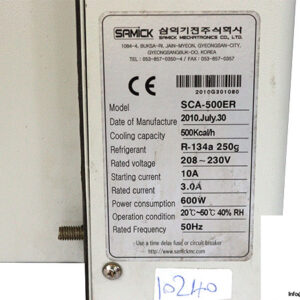 SAMICK 삼익기전주식회사
SAMICK MECHATRONICS CO., LTD.
1084-4, BUKSA-RI, JAIN-MYEON, GYEONGSAN-CITY,
GYEONGSANGBUK-DO, KOREA
TEL : 053-857-0350~1 FAX : 053-857-0357
CE
2010G301080
Model SCA-500ER
Date of Manufacture 2010.July.30
Cooling capacity 500Kcal/h
Refrigerant R-134a 250g
Rated voltage 208~230V
Starting current 10A
Rated current 3.0A
Power consumption 600W
Operation condition 20℃~50℃ 40% RH
Rated Frequency 50Hz
- Use a time delay fuse or circuit breaker
http://www.samickmc.com
10240